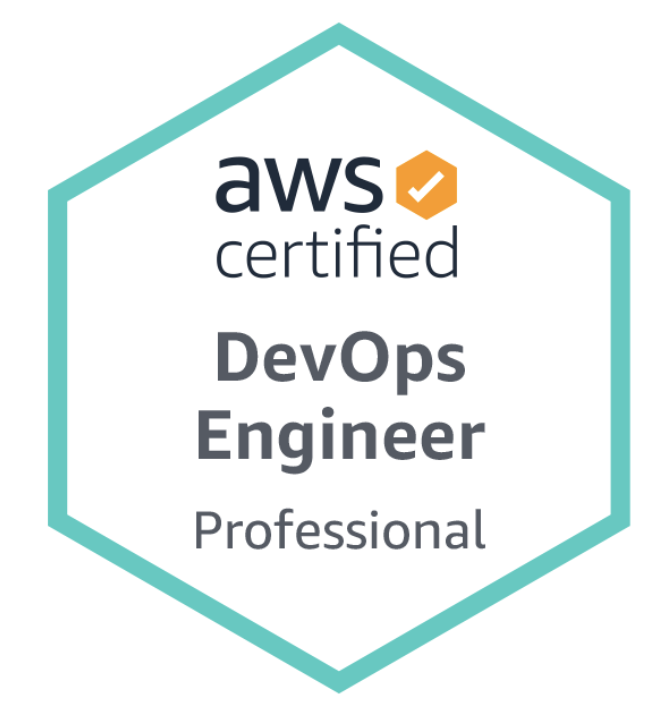 aws
certified
DevOps
Engineer
Professional